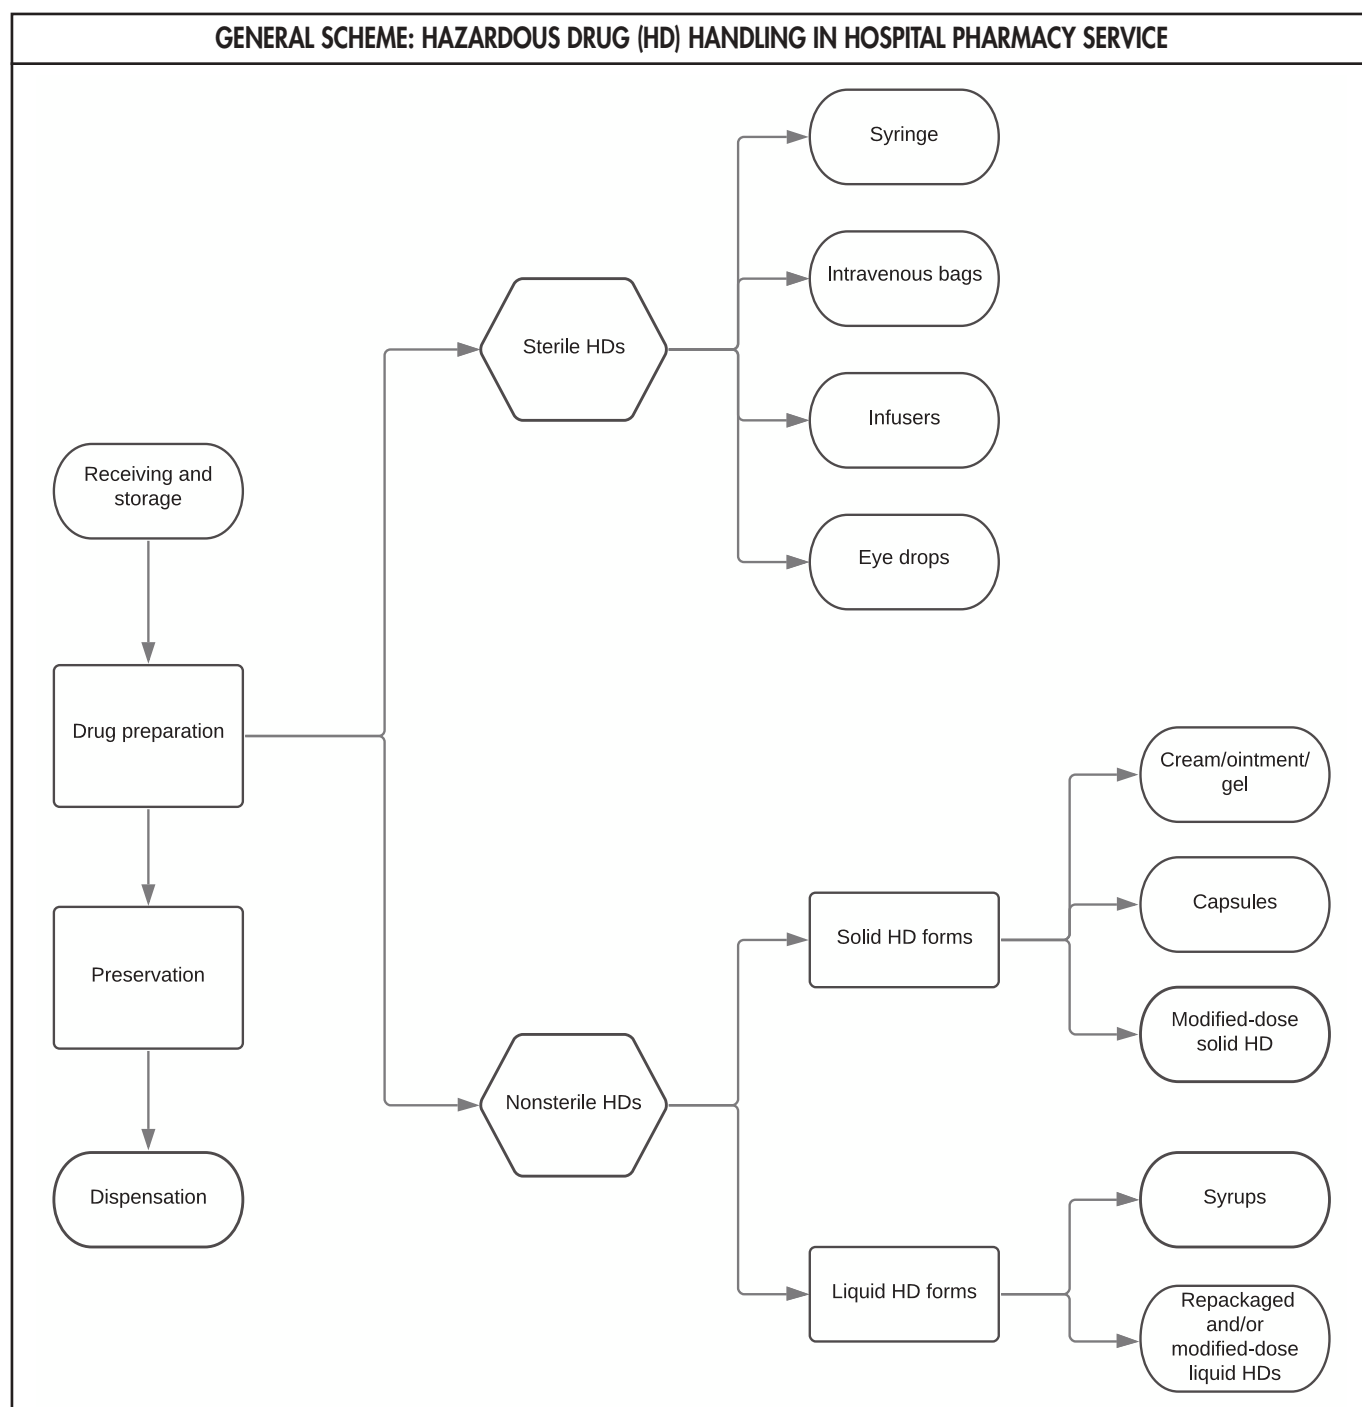 GENERAL SCHEME: HAZARDOUS DRUG (HD) HANDLING IN HOSPITAL PHARMACY SERVICE
Syringe
Intravenous bags
Sterile HDs
Infusers
Eye drops
Receiving and
storage
Drug preparation
Preservation
Dispensation
Nonsterile HDs
Solid HD forms
Cream/ointment/
gel
Capsules
Modified-dose
solid HD
Liquid HD forms
Syrups
Repackaged
and/or
modified-dose
liquid HDs